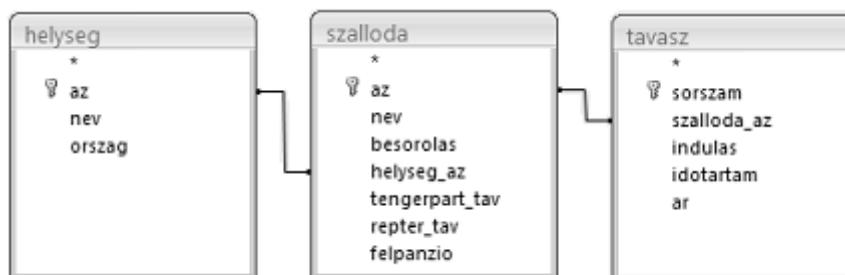 helyseg
*
az
nev
orszag
szalloda
*
az
nev
besorolas
helyseg_az
tengerpart_tav
repter_tav
felpanzio
tavasz
*
sorszam
szalloda_az
indulas
idotartam
ar